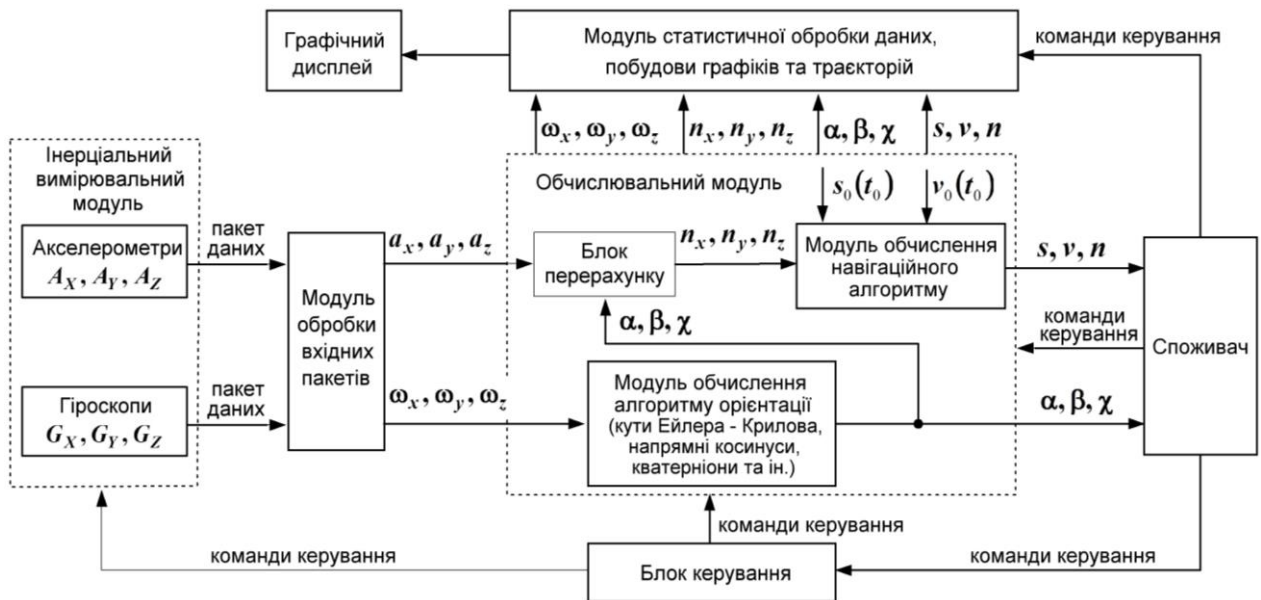 Графічний
дисплей
Модуль статистичної обробки даних,
побудови графіків та траєкторій
команди керування
ωx, ωy, ωz
nx, ny, nz
α, β, χ
s, v, n
Інерціальний
вимірювальний
модуль
Обчислювальний модуль
s0(t0)
v0(t0)
Акселерометри
AX, AY, AZ
пакет
даних
Модуль
обробки
вхідних
пакетів
ax, ay, az
Блок
перерахунку
nx, ny, nz
Модуль обчислення
навігаційного
алгоритму
s, v, n
α, β, χ
команди
керування
Споживач
Гіроскопи
GX, GY, GZ
пакет
даних
ωx, ωy, ωz
Модуль обчислення
алгоритму орієнтації
(кути Ейлера - Крилова,
напрямні косинуси,
кватерніони та ін.)
α, β, χ
команди керування
команди керування
Блок керування
команди керування